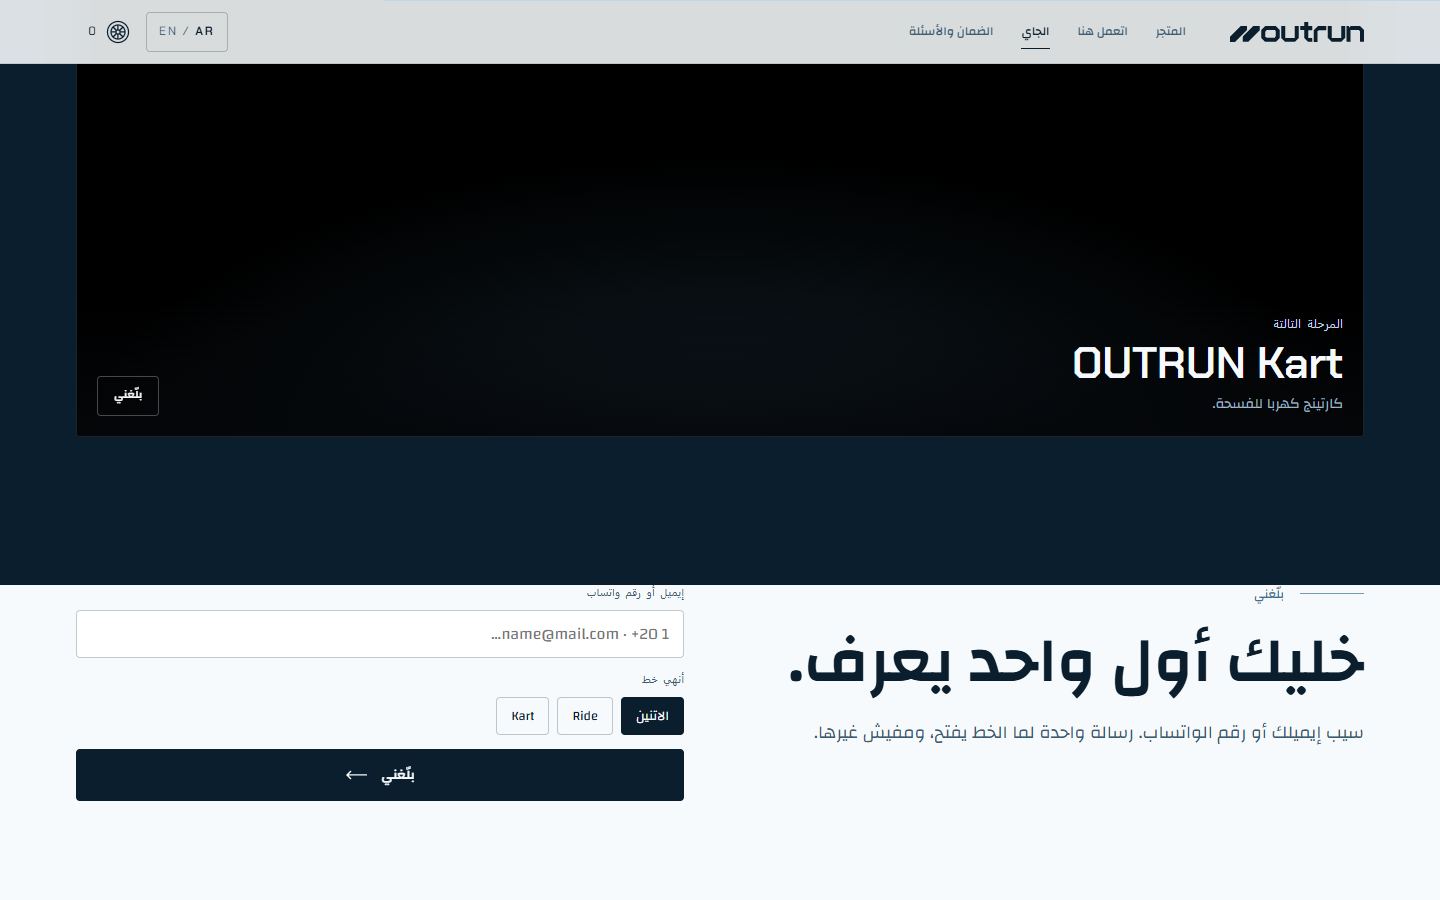 outrun
المتجر
اتعمل هنا
الجاي
الضمان والأسئلة
EN / AR
0
المرحلة التالتة
OUTRUN Kart
كارتينج كهربا للفسحة.
بلّغني
بلّغني
خليك أول واحد يعرف.
سيب إيميلك أو رقم الواتساب. رسالة واحدة لما الخط يفتح، ومفيش غيرها.
إيميل أو رقم واتساب
name@mail.com · +20 1…
أنهي خط
الاتنين
Ride
Kart
بلّغني ←